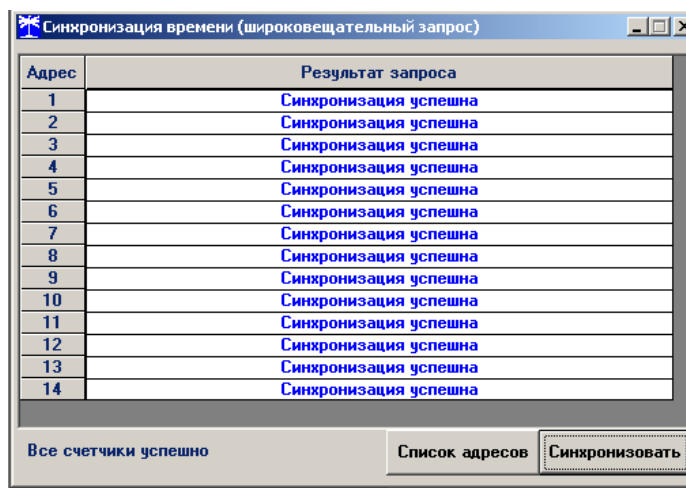 Синхронизация времени (широковещательный запрос)
Адрес Результат запроса
1 Синхронизация успешна
2 Синхронизация успешна
3 Синхронизация успешна
4 Синхронизация успешна
5 Синхронизация успешна
6 Синхронизация успешна
7 Синхронизация успешна
8 Синхронизация успешна
9 Синхронизация успешна
10 Синхронизация успешна
11 Синхронизация успешна
12 Синхронизация успешна
13 Синхронизация успешна
14 Синхронизация успешна
Все счетчики успешно Список адресов Синхронизовать